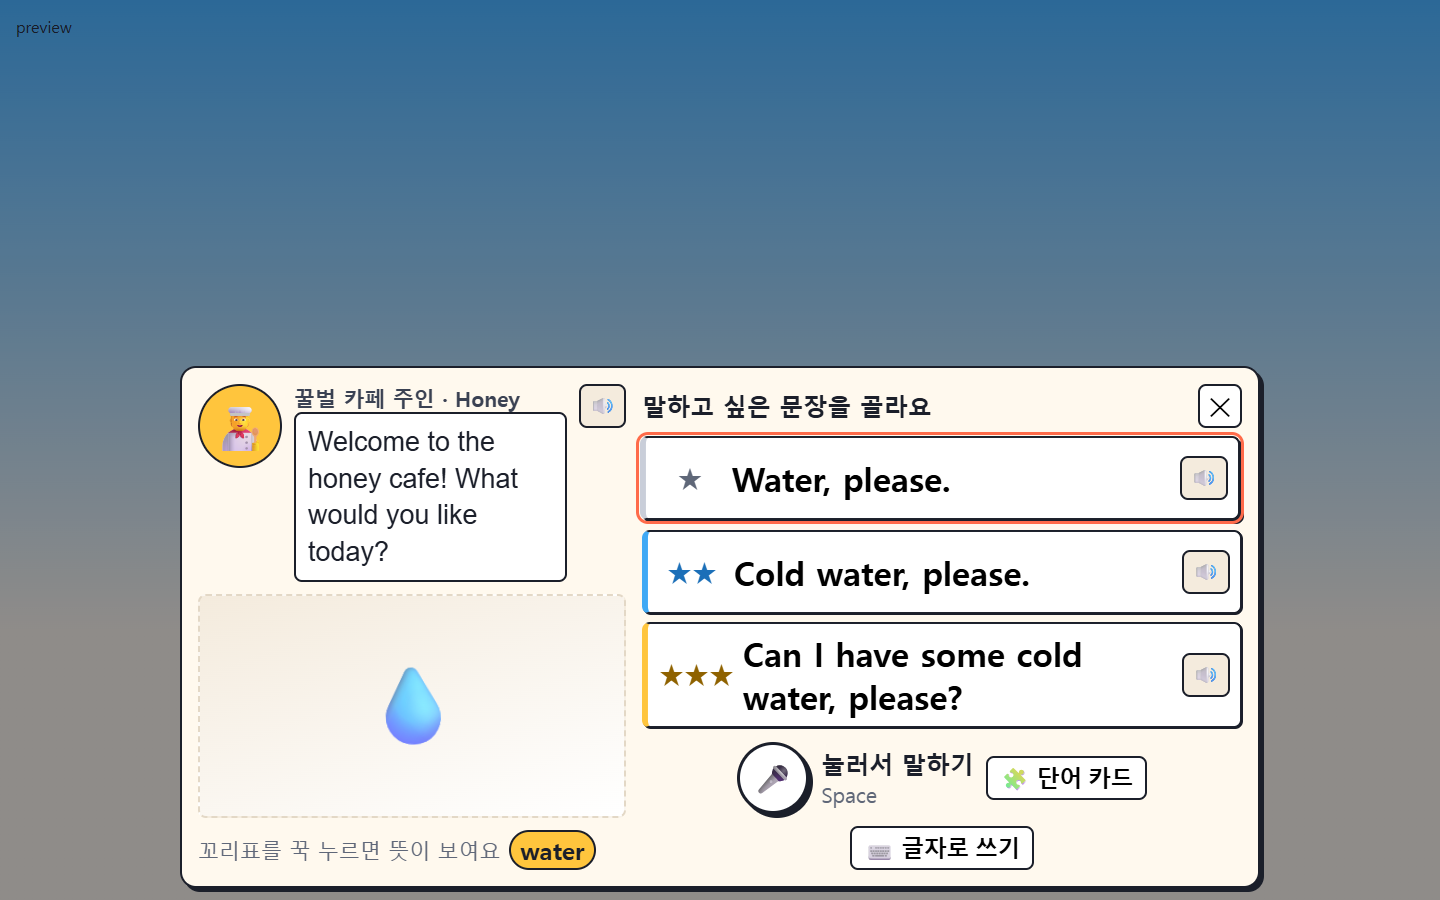 preview
꿀벌 카페 주인 · Honey
Welcome to the
honey cafe! What
would you like
today?
꼬리표를 꾹 누르면 뜻이 보여요
water
말하고 싶은 문장을 골라요
★ Water, please.
★★ Cold water, please.
★★★ Can I have some cold
water, please?
눌러서 말하기
Space
단어 카드
글자로 쓰기